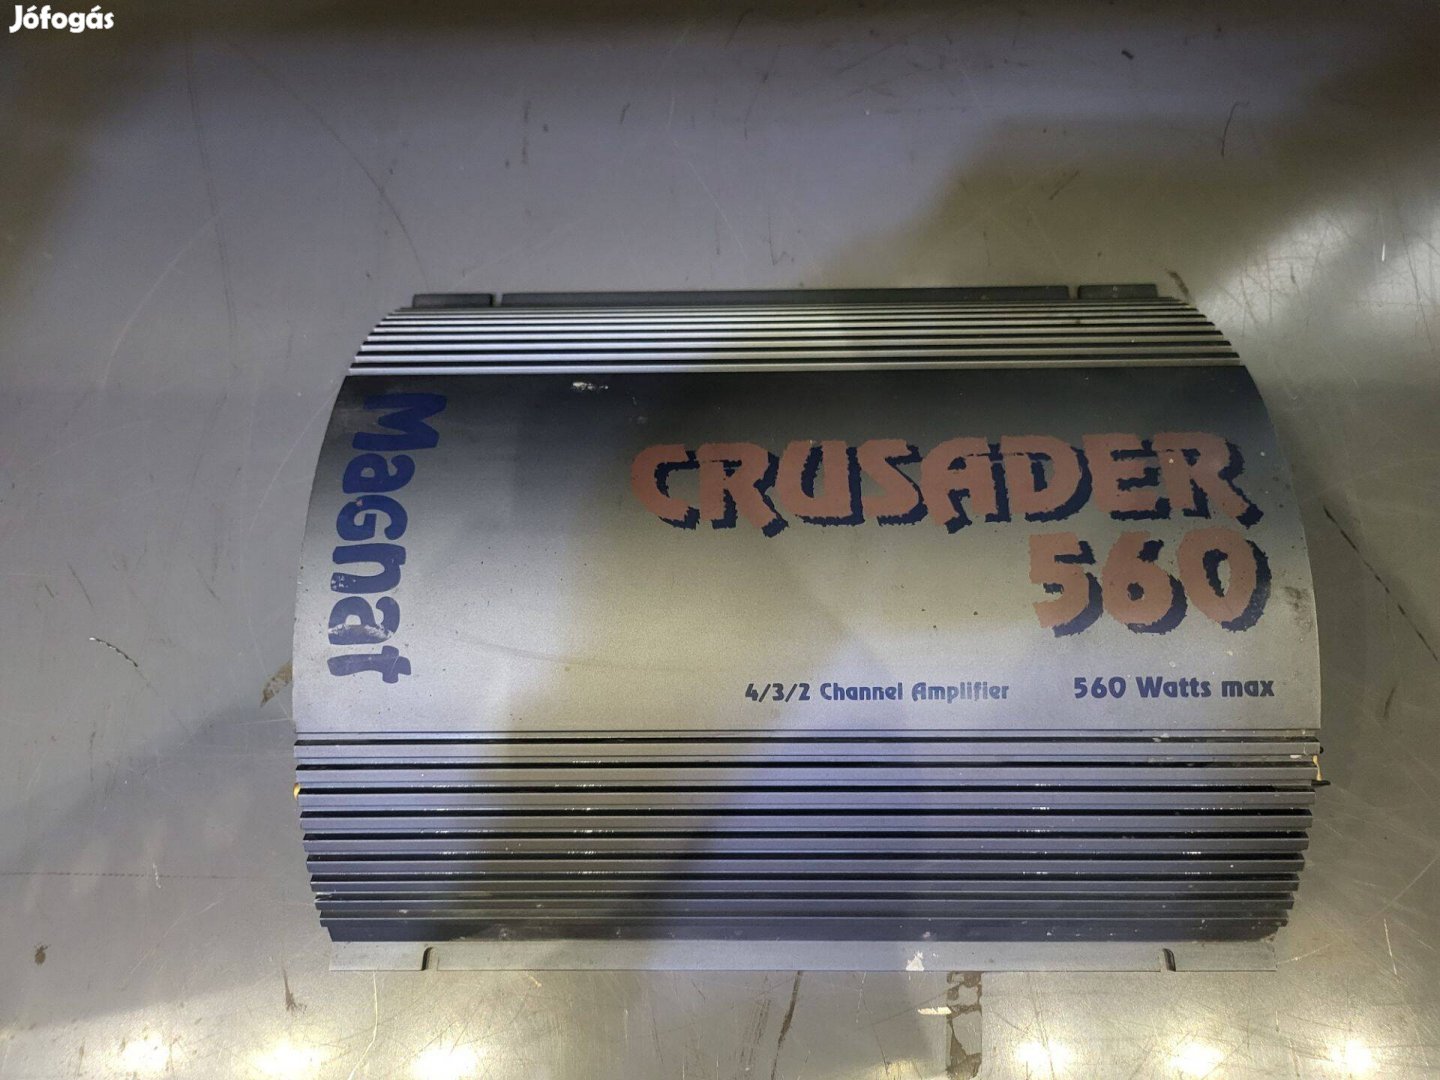 Jófogás
Magnat
CRUSADER
560
4/3/2 Channel Amplifier 560 Watts max